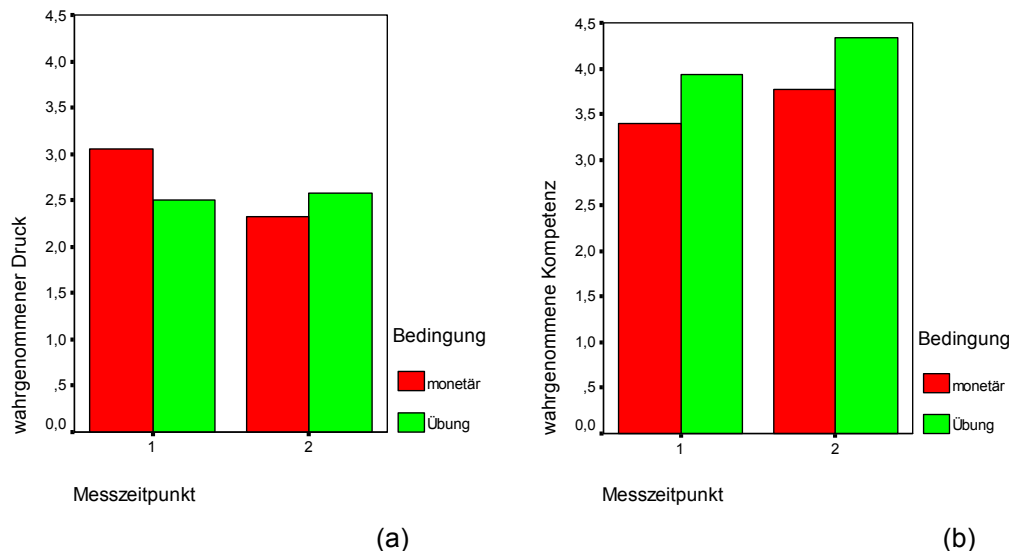 4,5
4,0
3,5
3,0
2,5
2,0
1,5
1,0
,5
0,0
wahrgenommener Druck
1
2
Messzeitpunkt
Bedingung
monetär
Übung
(a)
4,5
4,0
3,5
3,0
2,5
2,0
1,5
1,0
,5
0,0
wahrgenommene Kompetenz
1
2
Messzeitpunkt
Bedingung
monetär
Übung
(b)